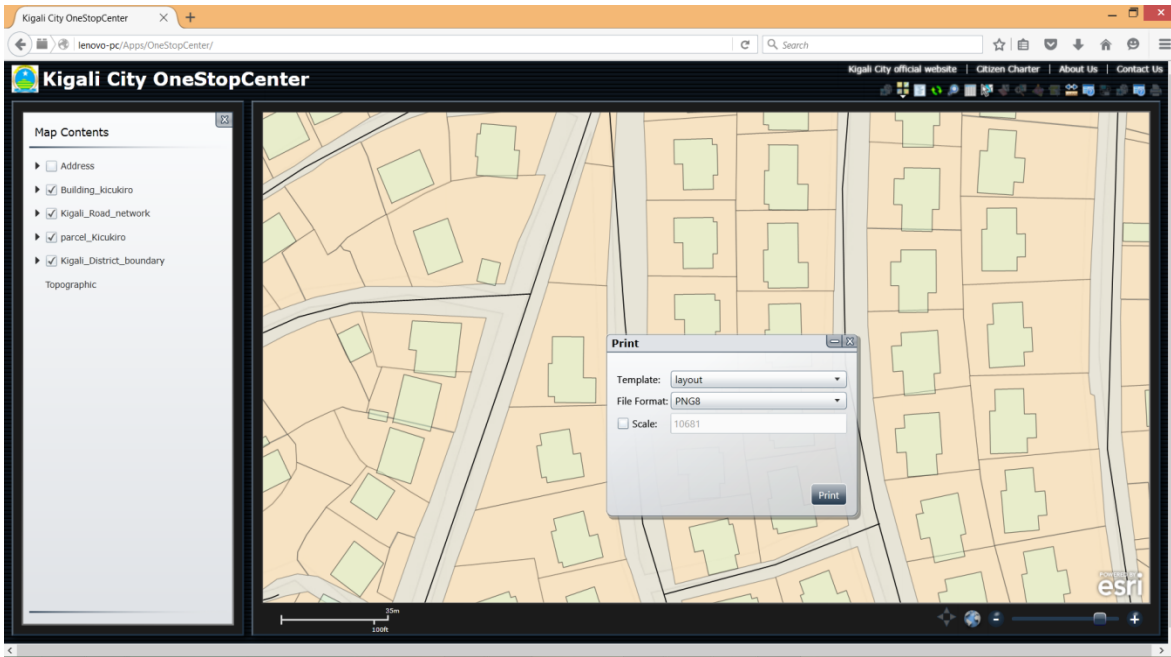 Kigali City OneStopCenter
lenovo-pc/Apps/OneStopCenter/
Search
Kigali City OneStopCenter
Kigali City official website | Citizen Charter | About Us | Contact Us
Map Contents
Address
Building_kicukiro
Kigali_Road_network
parcel_Kicukiro
Kigali_District_boundary
Topographic
Print
Template: layout
File Format: PNG8
Scale: 10681
Print
esri
35m
100ft